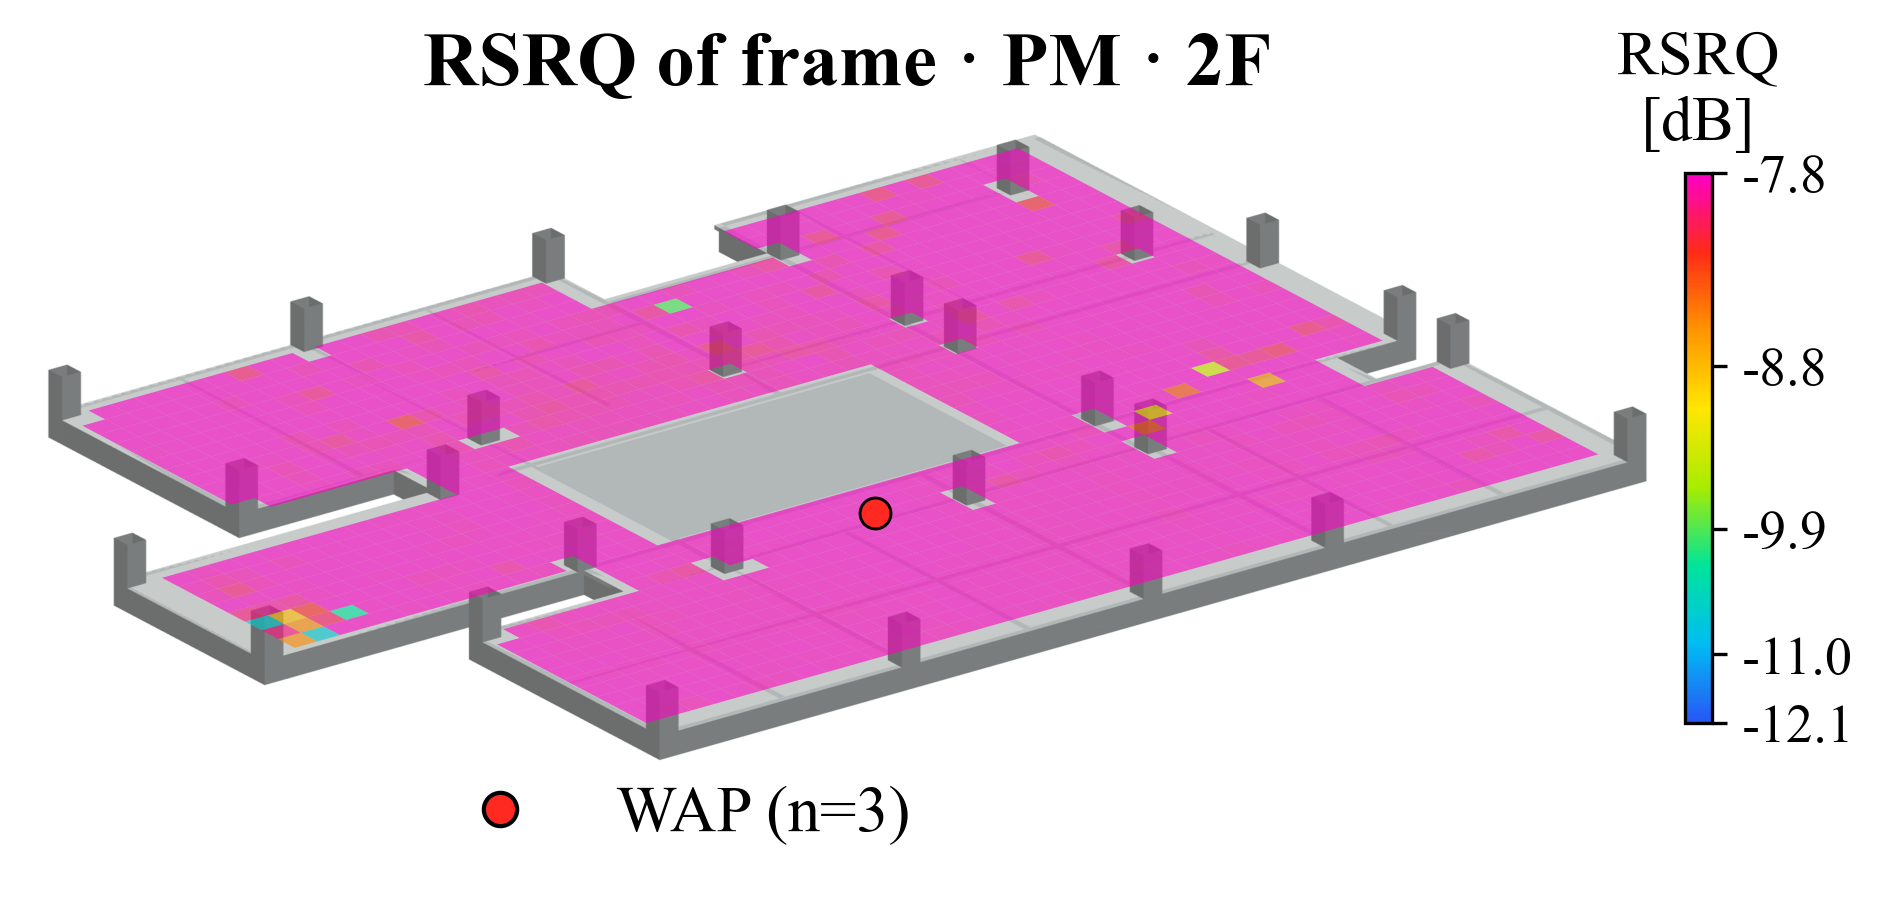 RSRQ of frame · PM · 2F
RSRQ
[dB]
-7.8
-8.8
-9.9
-11.0
-12.1
WAP (n=3)